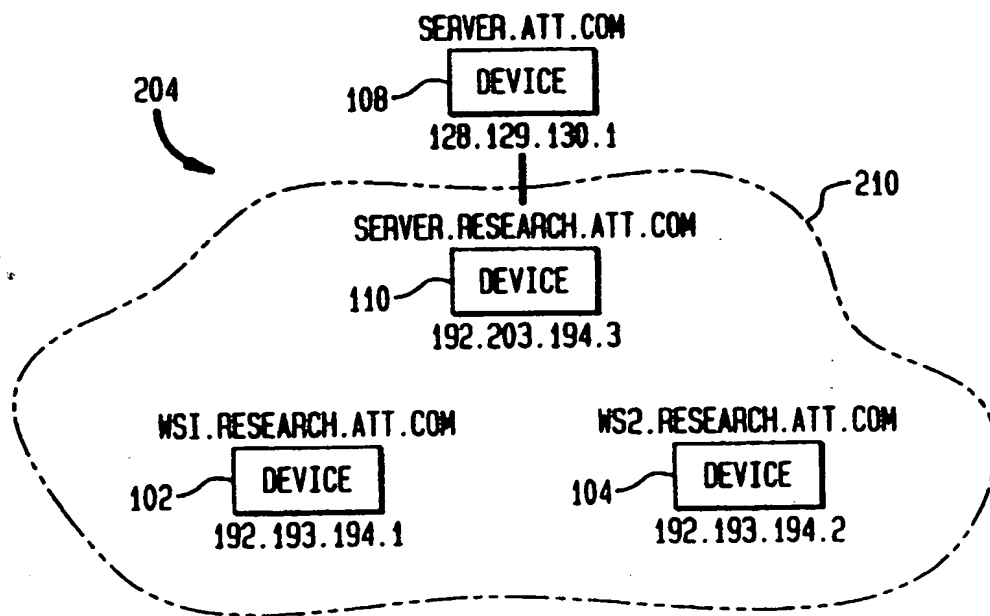 SERVER.ATT.COM
204
108
DEVICE
128.129.130.1
210
SERVER.RESEARCH.ATT.COM
110
DEVICE
192.203.194.3
WSI.RESEARCH.ATT.COM
WS2.RESEARCH.ATT.COM
102
DEVICE
104
DEVICE
192.193.194.1
192.193.194.2